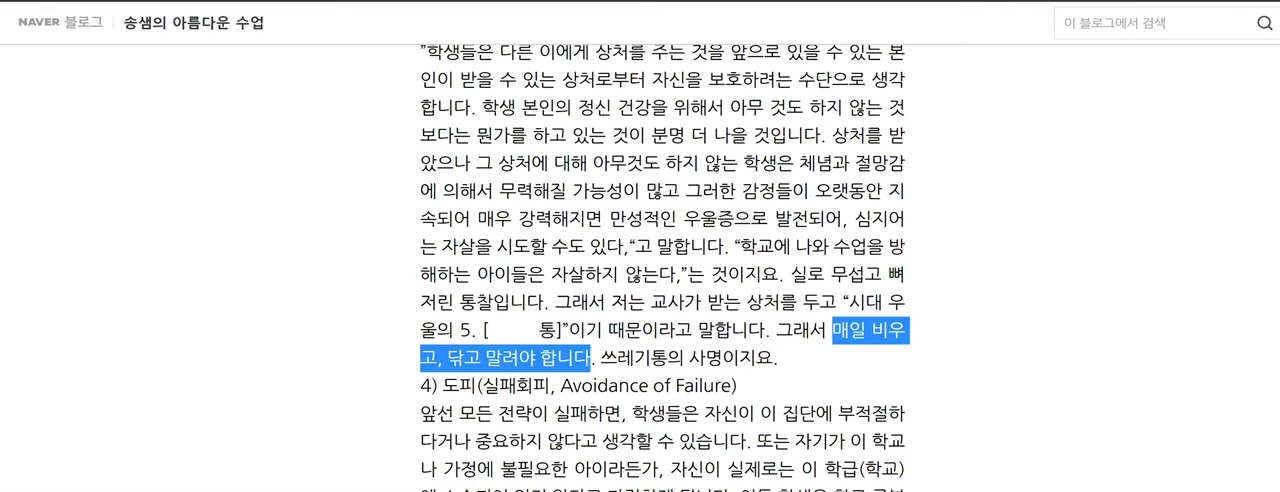 NAVER 블로그 송샘의 아름다운 수업 이 블로그에서 검색
”학생들은 다른 이에게 상처를 주는 것을 앞으로 있을 수 있는 본
인이 받을 수 있는 상처로부터 자신을 보호하려는 수단으로 생각
합니다. 학생 본인의 정신 건강을 위해서 아무 것도 하지 않는 것
보다는 뭔가를 하고 있는 것이 분명 더 나을 것입니다. 상처를 받
았으나 그 상처에 대해 아무것도 하지 않는 학생은 체념과 절망감
에 의해서 무력해질 가능성이 많고 그러한 감정들이 오랫동안 지
속되어 매우 강력해지면 만성적인 우울증으로 발전되어, 심지어
는 자살을 시도할 수도 있다,“고 말합니다. “학교에 나와 수업을 방
해하는 아이들은 자살하지 않는다,”는 것이지요. 실로 무섭고 뼈
저린 통찰입니다. 그래서 저는 교사가 받는 상처를 두고 “시대 우
울의 5. [ 통]”이기 때문이라고 말합니다. 그래서 매일 비우
고, 닦고 말려야 합니다. 쓰레기통의 사명이지요.
4) 도피(실패회피, Avoidance of Failure)
앞선 모든 전략이 실패하면, 학생들은 자신이 이 집단에 부적절하
다거나 중요하지 않다고 생각할 수 있습니다. 또는 자기가 이 학교
나 가정에 불필요한 아이라든가, 자신이 실제로는 이 학급(학교)